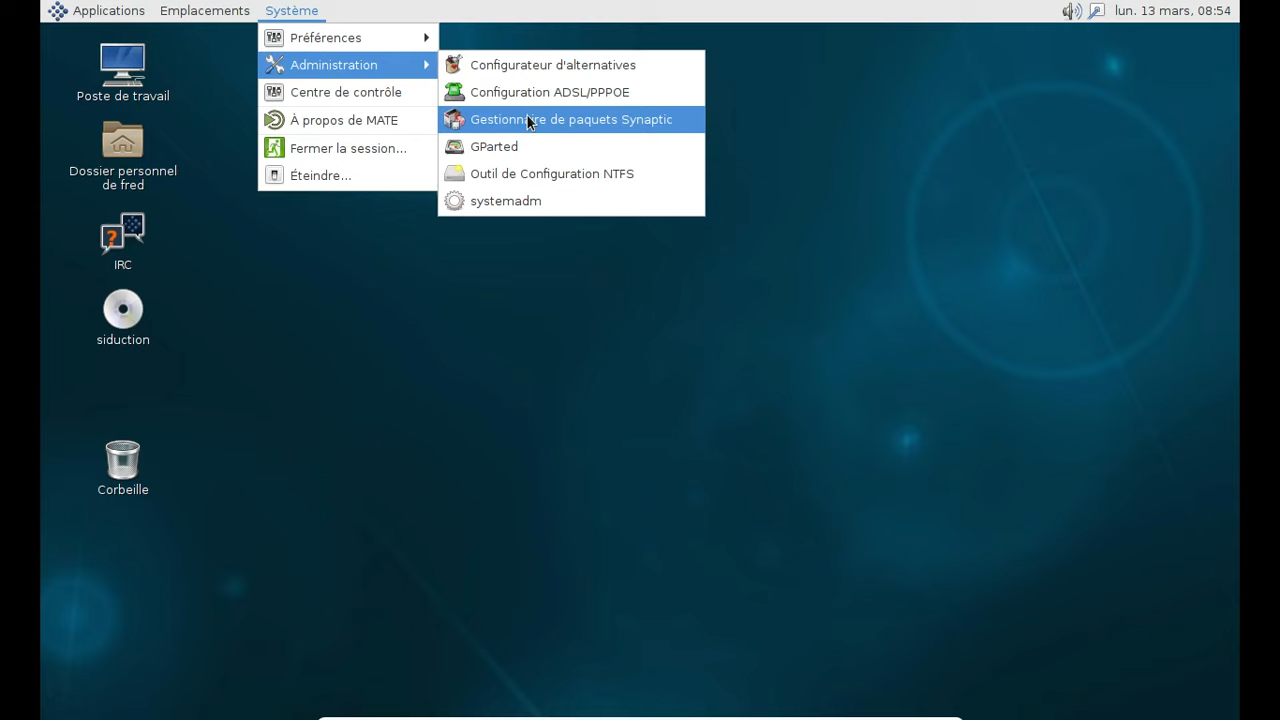 Applications Emplacements Système lun. 13 mars, 08:54
Préférences
Administration
Centre de contrôle
À propos de MATE
Fermer la session...
Éteindre...
Configurateur d'alternatives
Configuration ADSL/PPPOE
Gestionnaire de paquets Synaptic
GParted
Outil de Configuration NTFS
systemadm
Poste de travail
Dossier personnel
de fred
IRC
siduction
Corbeille